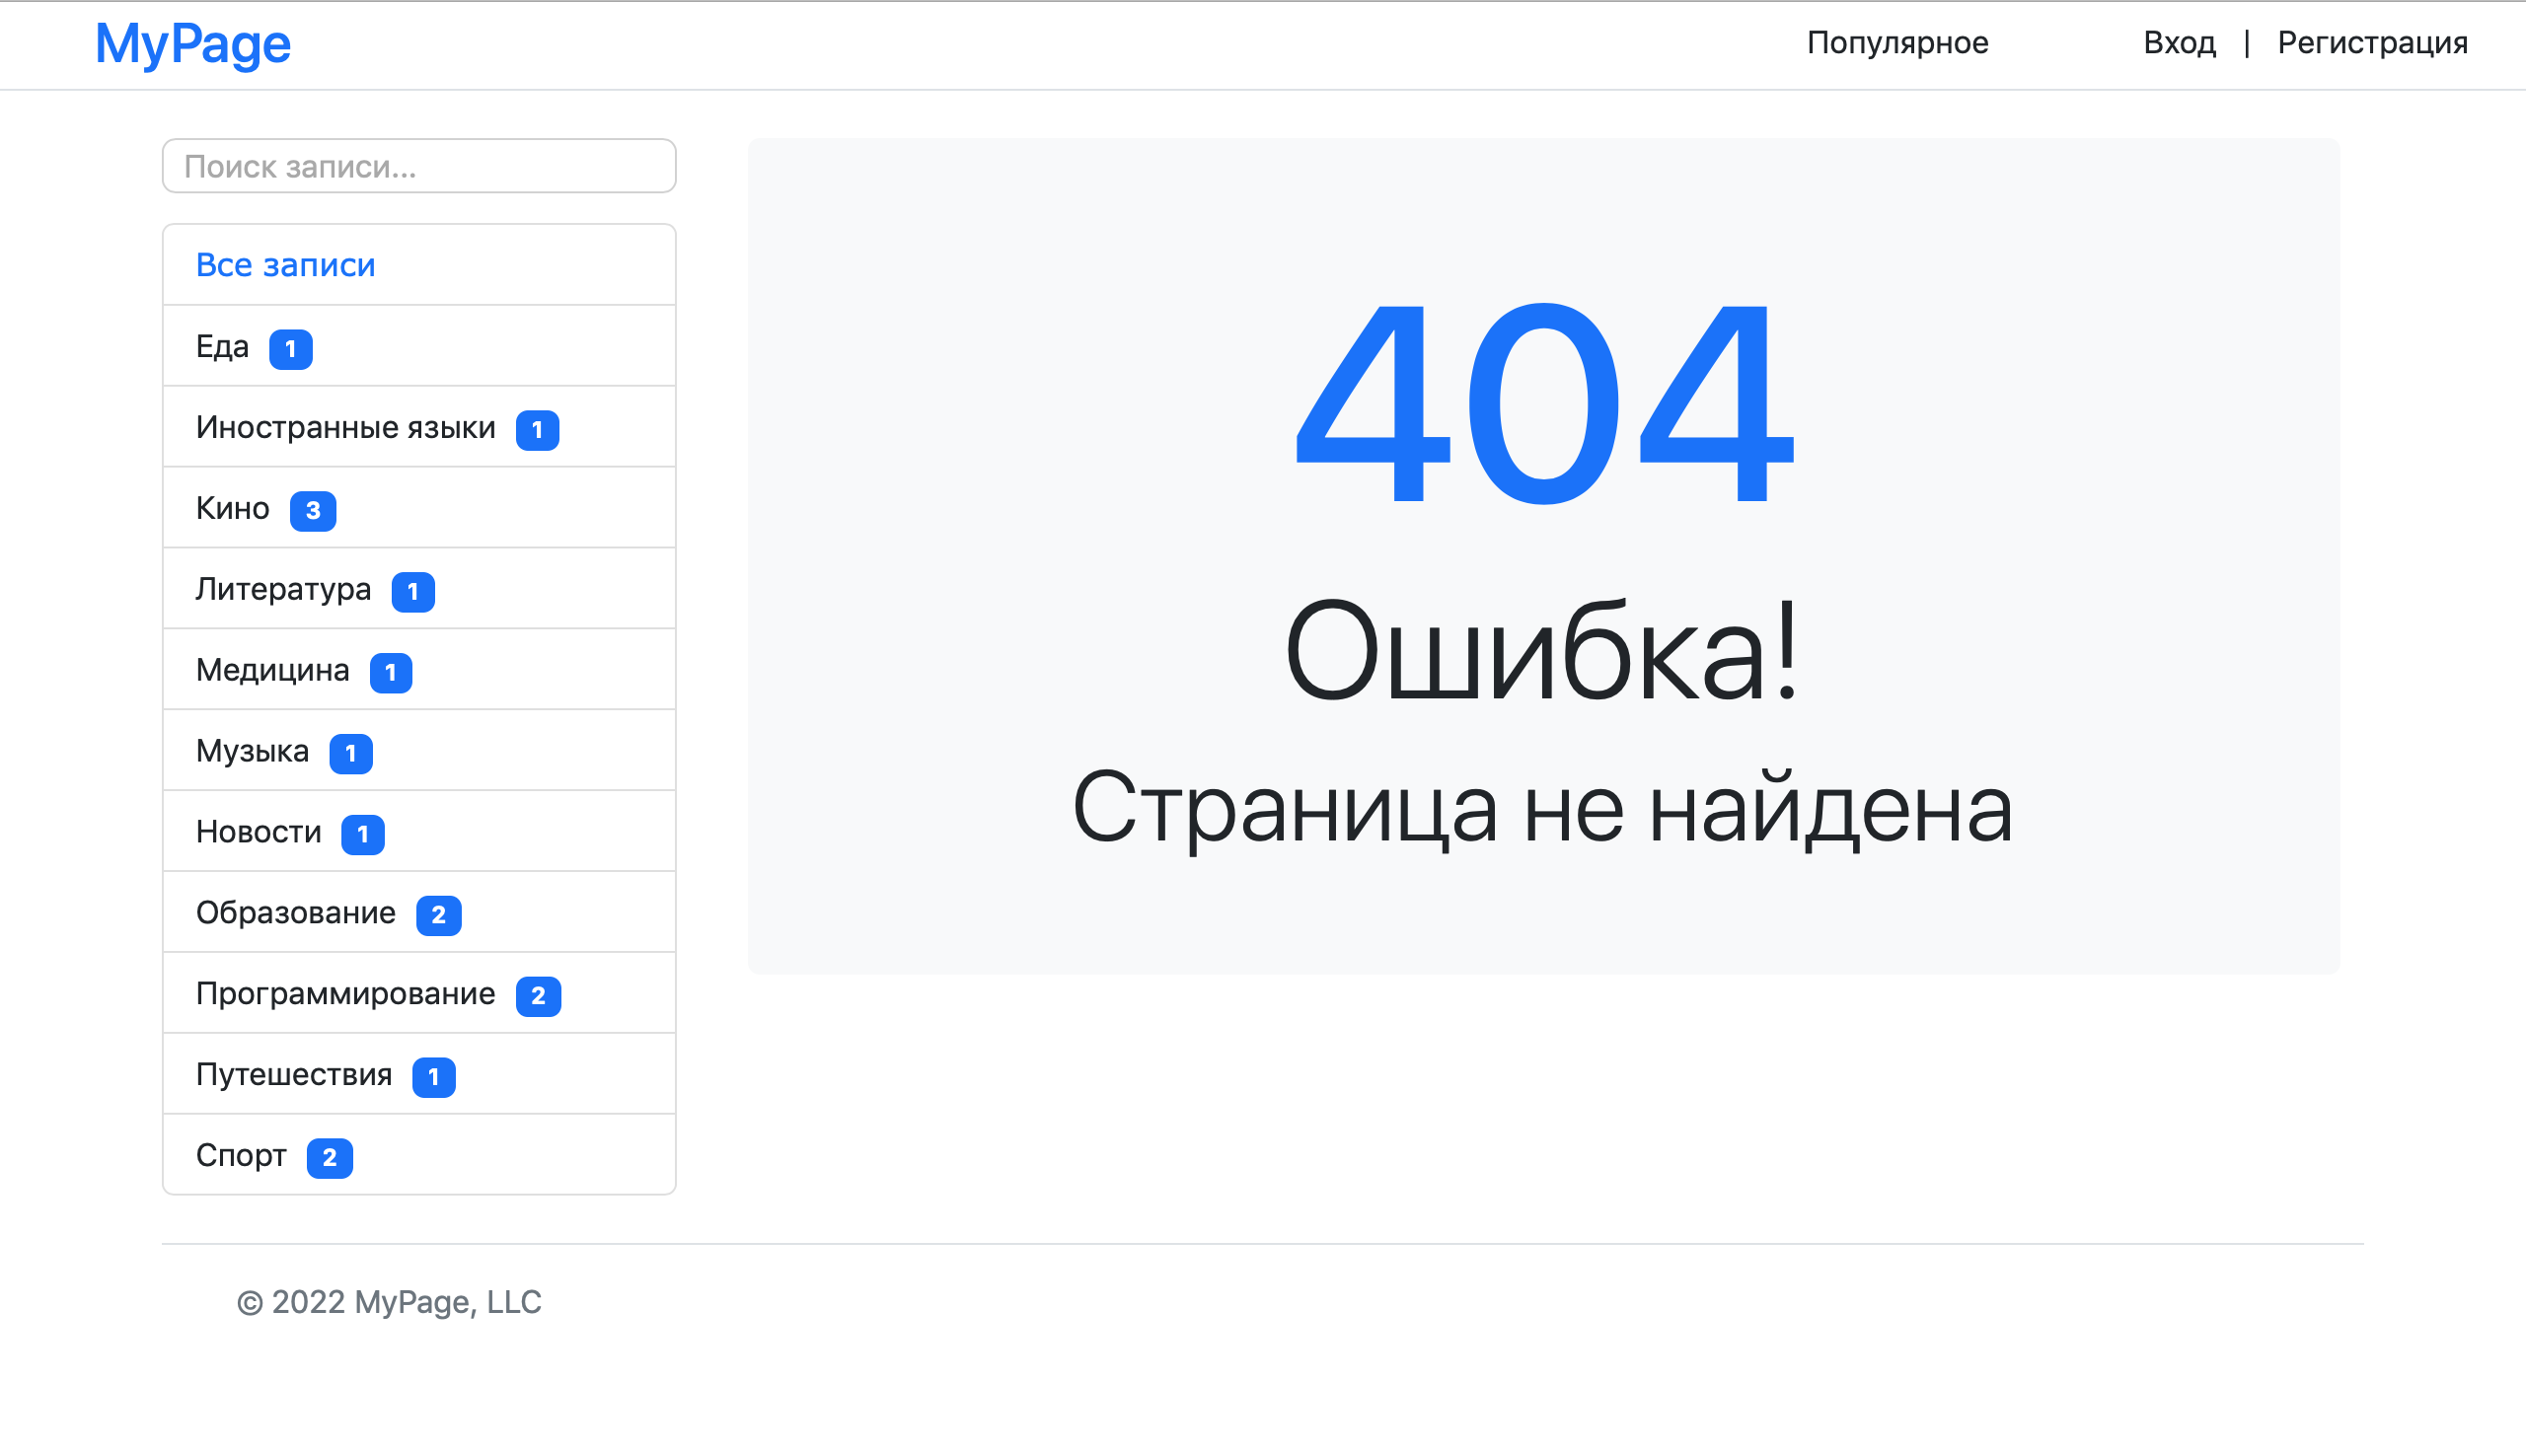 MyPage
Популярное
Вход | Регистрация
Поиск записи...
Все записи
Еда 1
Иностранные языки 1
Кино 3
Литература 1
Медицина 1
Музыка 1
Новости 1
Образование 2
Программирование 2
Путешествия 1
Спорт 2
404
Ошибка!
Страница не найдена
© 2022 MyPage, LLC